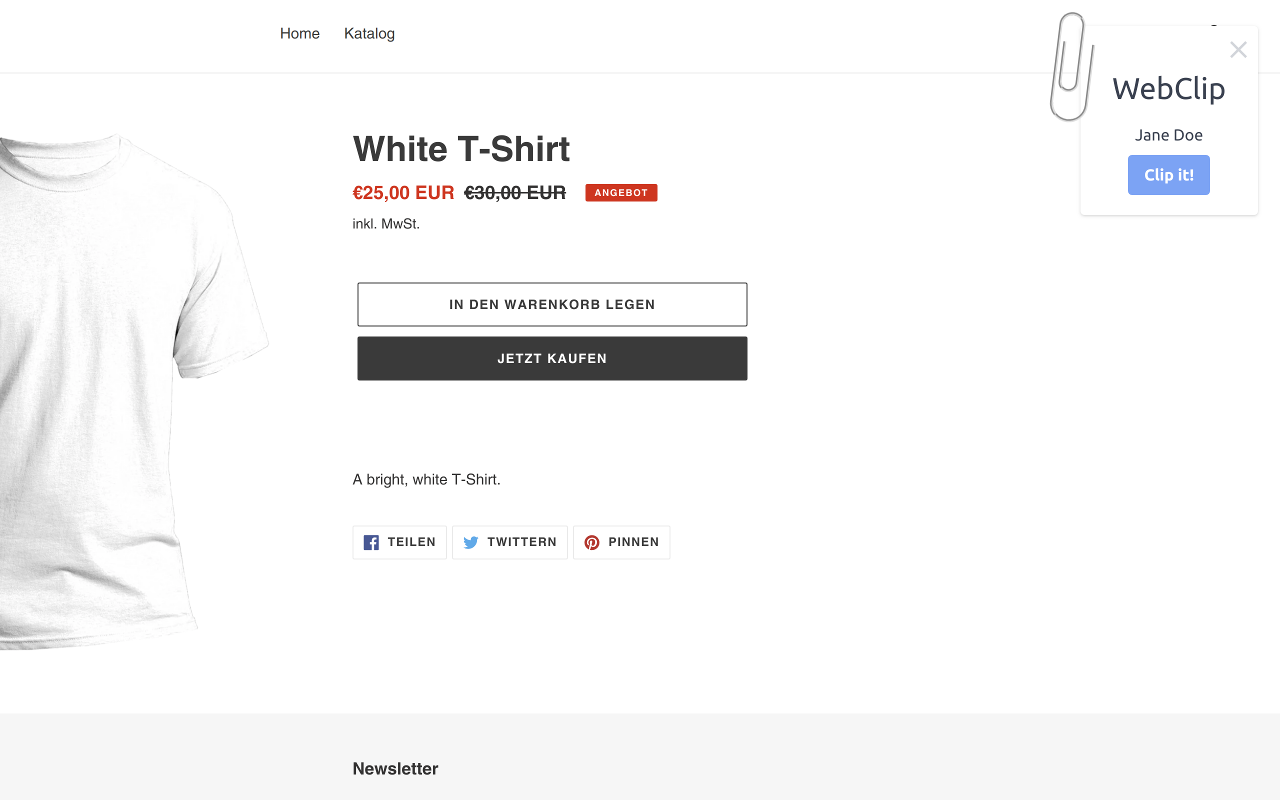 Home Katalog
WebClip
Jane Doe
Clip it!
White T-Shirt
€25,00 EUR €30,00 EUR ANGEBOT
inkl. MwSt.
IN DEN WARENKORB LEGEN
JETZT KAUFEN
A bright, white T-Shirt.
TEILEN TWITTERN PINNEN
Newsletter